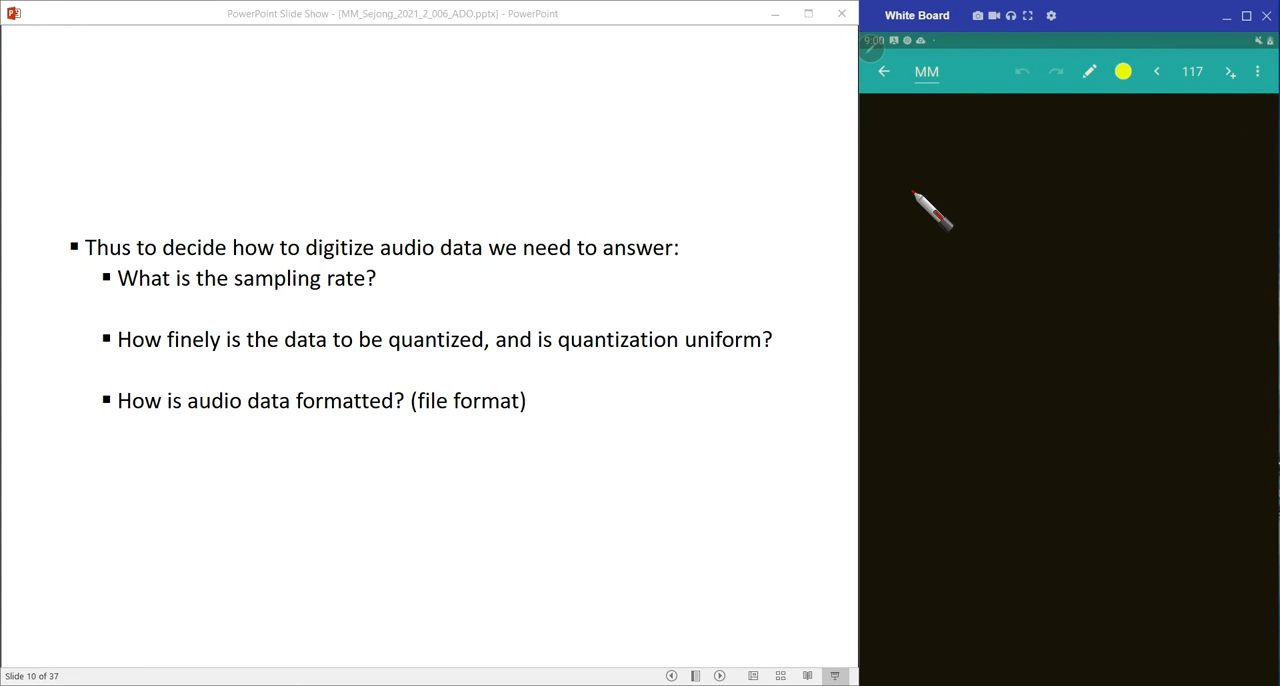 PowerPoint Slide Show - [MM_Sejong_2021_2_006_ADO.pptx] - PowerPoint
▪ Thus to decide how to digitize audio data we need to answer:
▪ What is the sampling rate?
▪ How finely is the data to be quantized, and is quantization uniform?
▪ How is audio data formatted? (file format)
Slide 10 of 37
White Board
9:00
MM
117